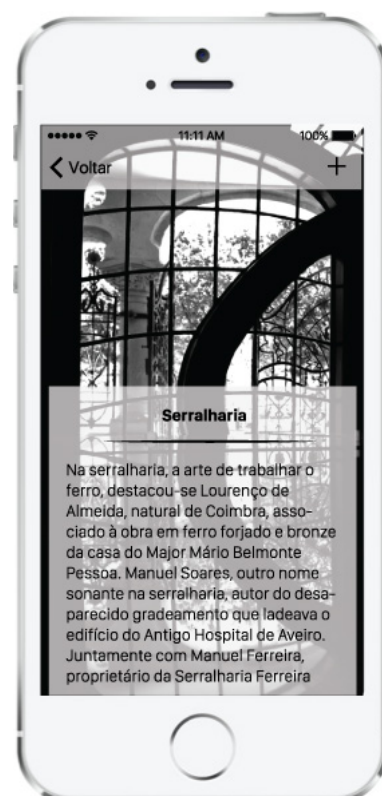 11:11 AM
100%
Voltar
Serralharia
Na serralharia, a arte de trabalhar o
ferro, destacou-se Lourenço de
Almeida, natural de Coimbra, asso-
ciado à obra em ferro forjado e bronze
da casa do Major Mário Belmonte
Pessoa. Manuel Soares, outro nome
sonante na serralharia, autor do desa-
parecido gradeamento que ladeava o
edifício do Antigo Hospital de Aveiro.
Juntamente com Manuel Ferreira,
proprietário da Serralharia Ferreira